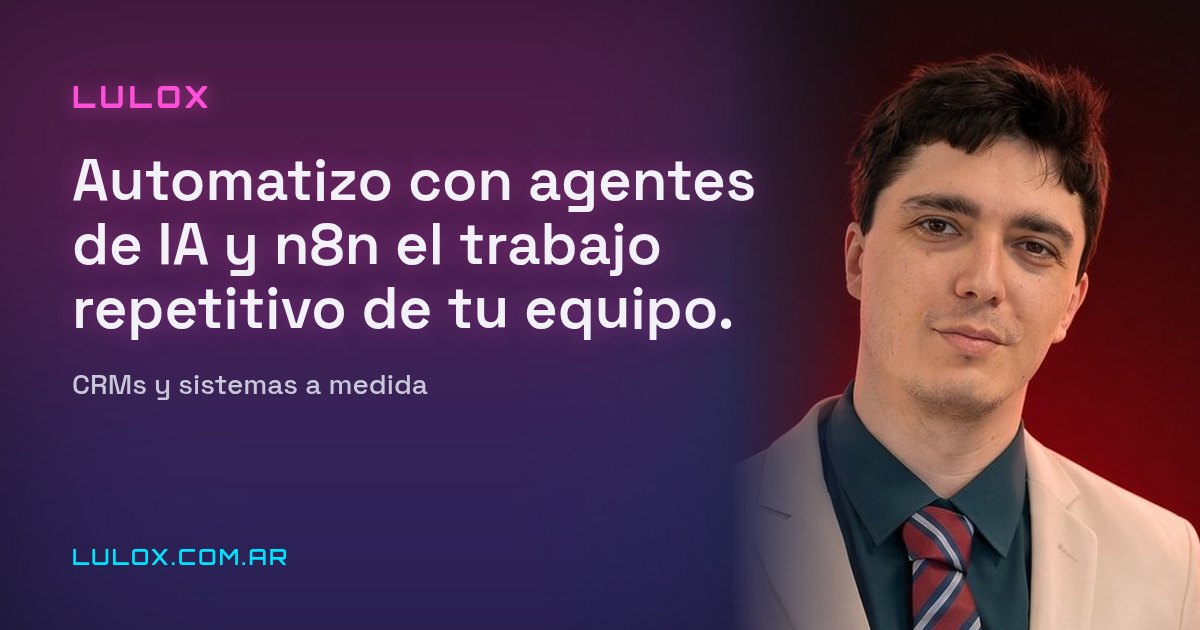 LULOX
Automatizo con agentes
de IA y n8n el trabajo
repetitivo de tu equipo.
CRMs y sistemas a medida
LULOX.COM.AR